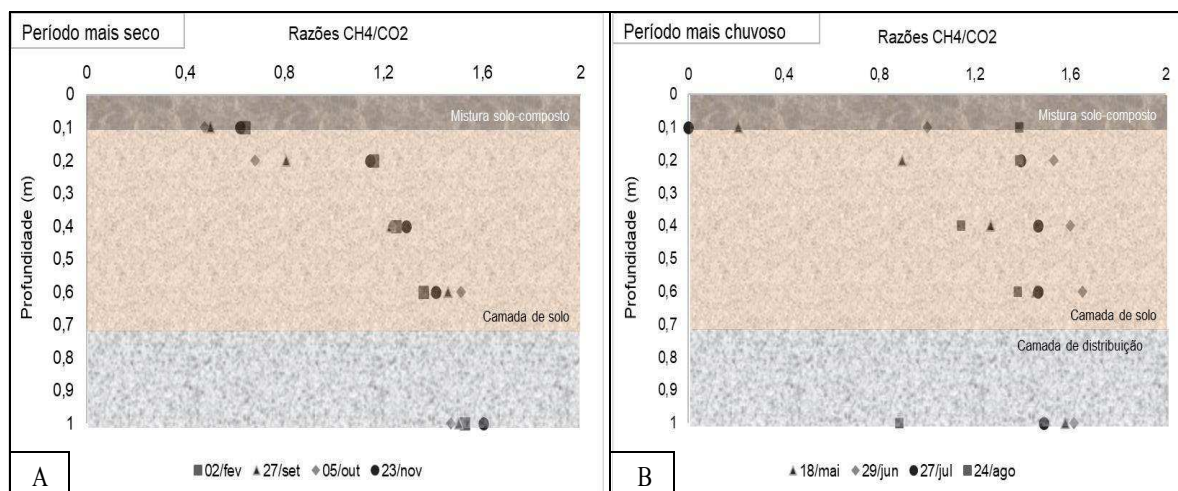 Período mais seco
Razões CH4/CO2
0 0,4 0,8 1,2 1,6 2
Profundidade (m)
0
0,1
0,2
0,3
0,4
0,5
0,6
0,7
0,8
0,9
1
Mistura solo-composto
Camada de solo
02/fev 27/set 05/out 23/nov
A
Período mais chuvoso
Razões CH4/CO2
0 0,4 0,8 1,2 1,6 2
Profundidade (m)
0
0,1
0,2
0,3
0,4
0,5
0,6
0,7
0,8
0,9
1
Mistura solo-composto
Camada de solo
Camada de distribuição
18/mai 29/jun 27/jul 24/ago
B